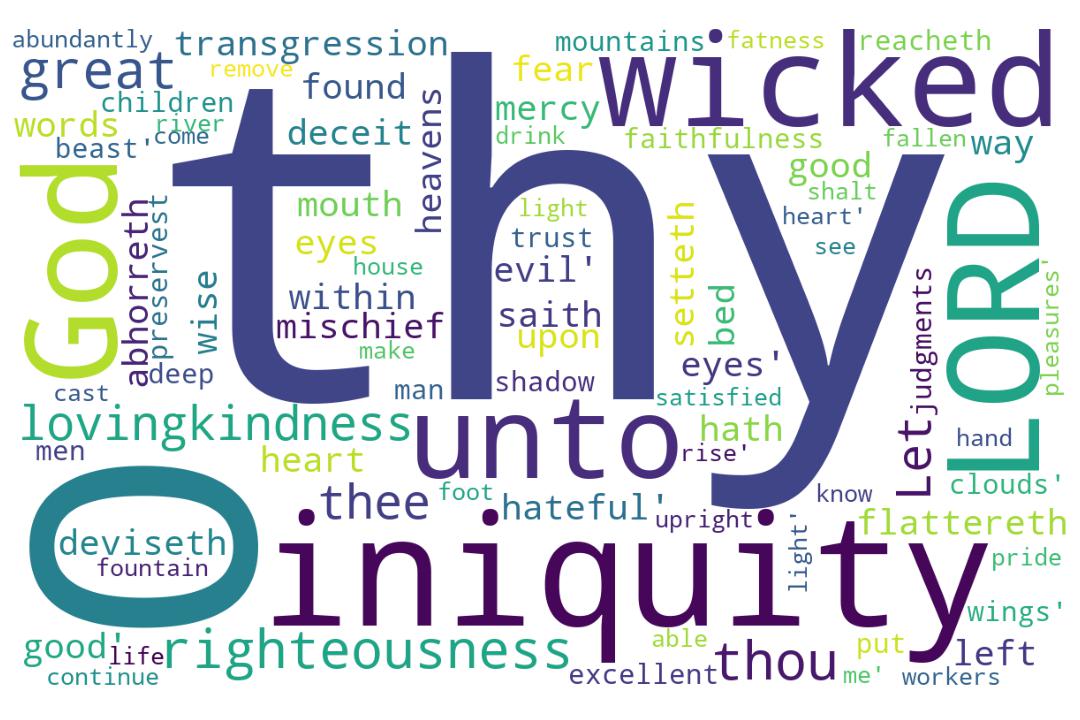 abundantly
transgression
mountains
fatness
reacheth
great
remove
found
fear
wicked
children
mercy
words
river
come
deceit
drink
faithfulness
fallen
way
beast'
heavens
good
God
thy
shalt
abhorreth
preservest
mouth
light
setteth
heart'
LORD
eyes
trust
see
house
evil'
wise
within
saith
bed
judgments
pleasures'
mischief
upon
make
eyes'
deep
shadow
cast
man
satisfied
Let
lovingkindness
unto
hath
hand
men
heart
rise'
clouds'
O
thee
foot
hateful'
know
upright
flattereth
deviseth
iniquity
light'
fountain
pride
wings'
good'
life
righteousness
able
put
left
continue
excellent
thou
me'
workers